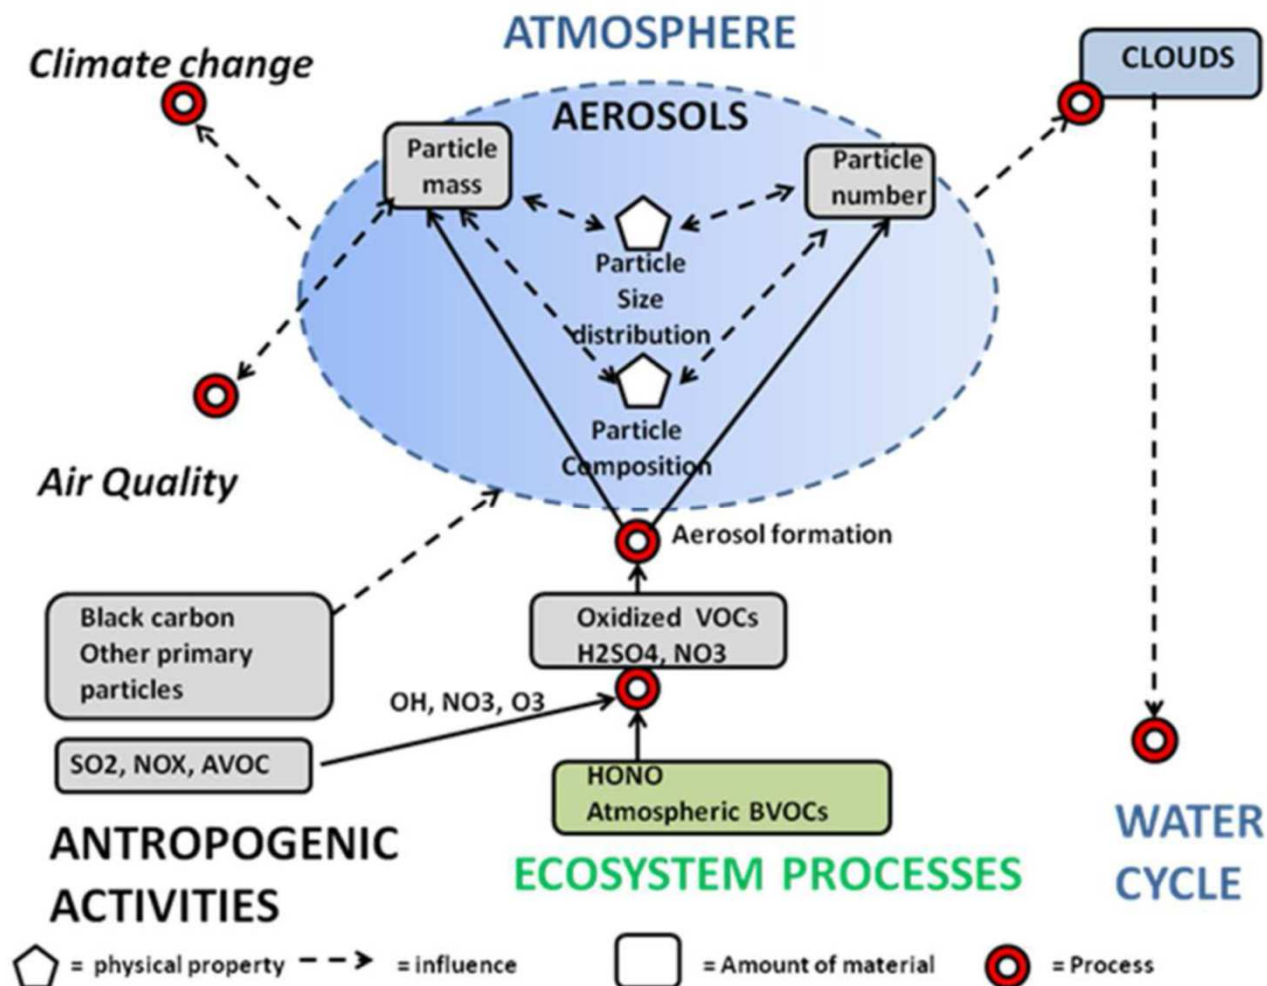 ATMOSPHERE
Climate change
CLOUDS
AEROSOLS
Particle
mass
Particle
number
Particle
Size
distribution
Particle
Composition
Air Quality
Aerosol formation
Black carbon
Other primary
particles
Oxidized VOCs
H2SO4, NO3
OH, NO3, O3
SO2, NOX, AVOC
HONO
Atmospheric BVOCs
ANTROPOGENIC
ACTIVITIES
ECOSYSTEM PROCESSES
WATER
CYCLE
= physical property
= influence
= Amount of material
= Process